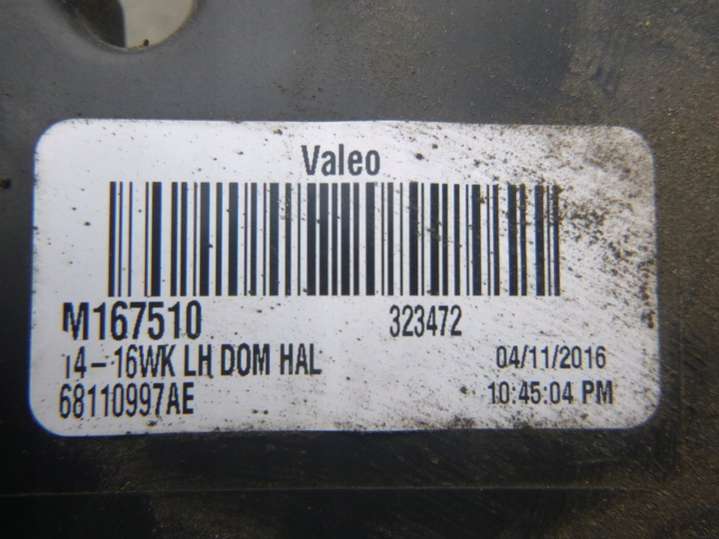 Valeo
M167510 323472
14-16WK LH DOM HAL 04/11/2016
68110997AE 10:45:04 PM